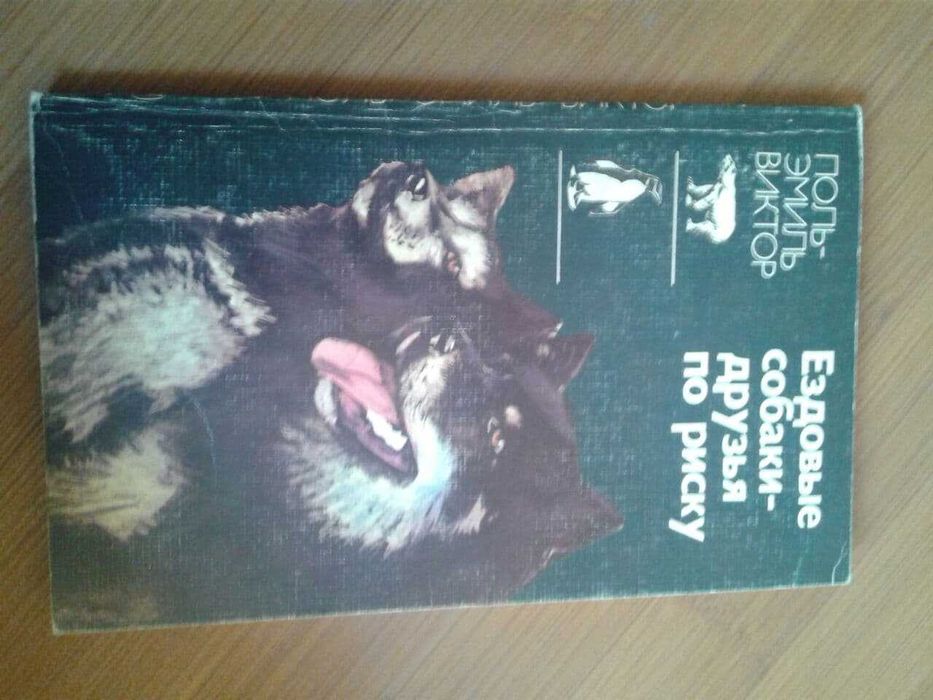 ПОЛЬ-
ЭМИЛЬ
ВИКТОР
Ездовые
собаки-
друзья
по риску